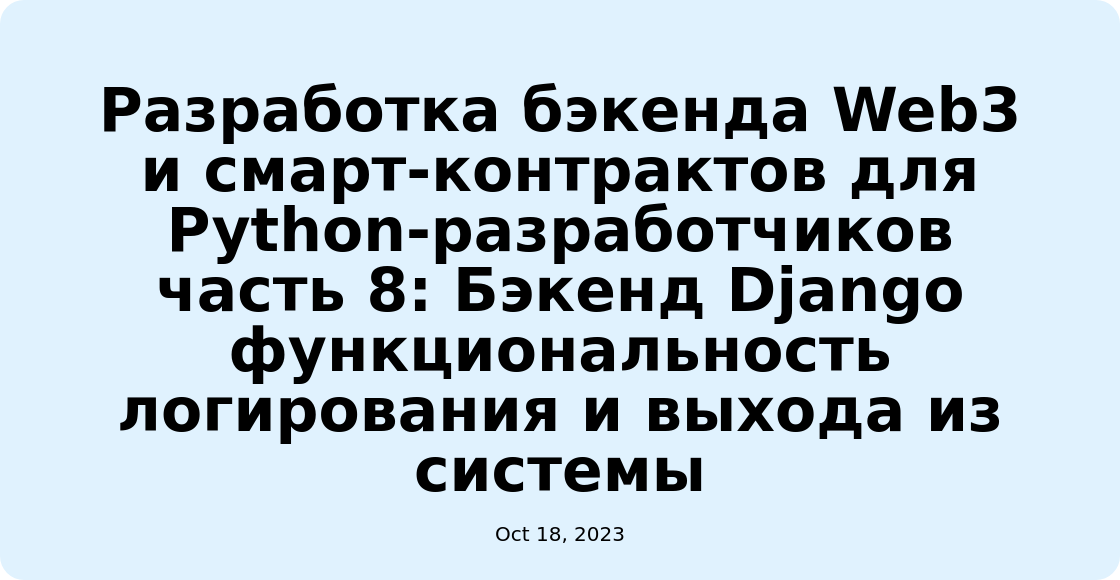 Разработка бэкенда Web3
и смарт-контрактов для
Python-разработчиков
часть 8: Бэкенд Django
функциональность
логирования и выхода из
системы
Oct 18, 2023